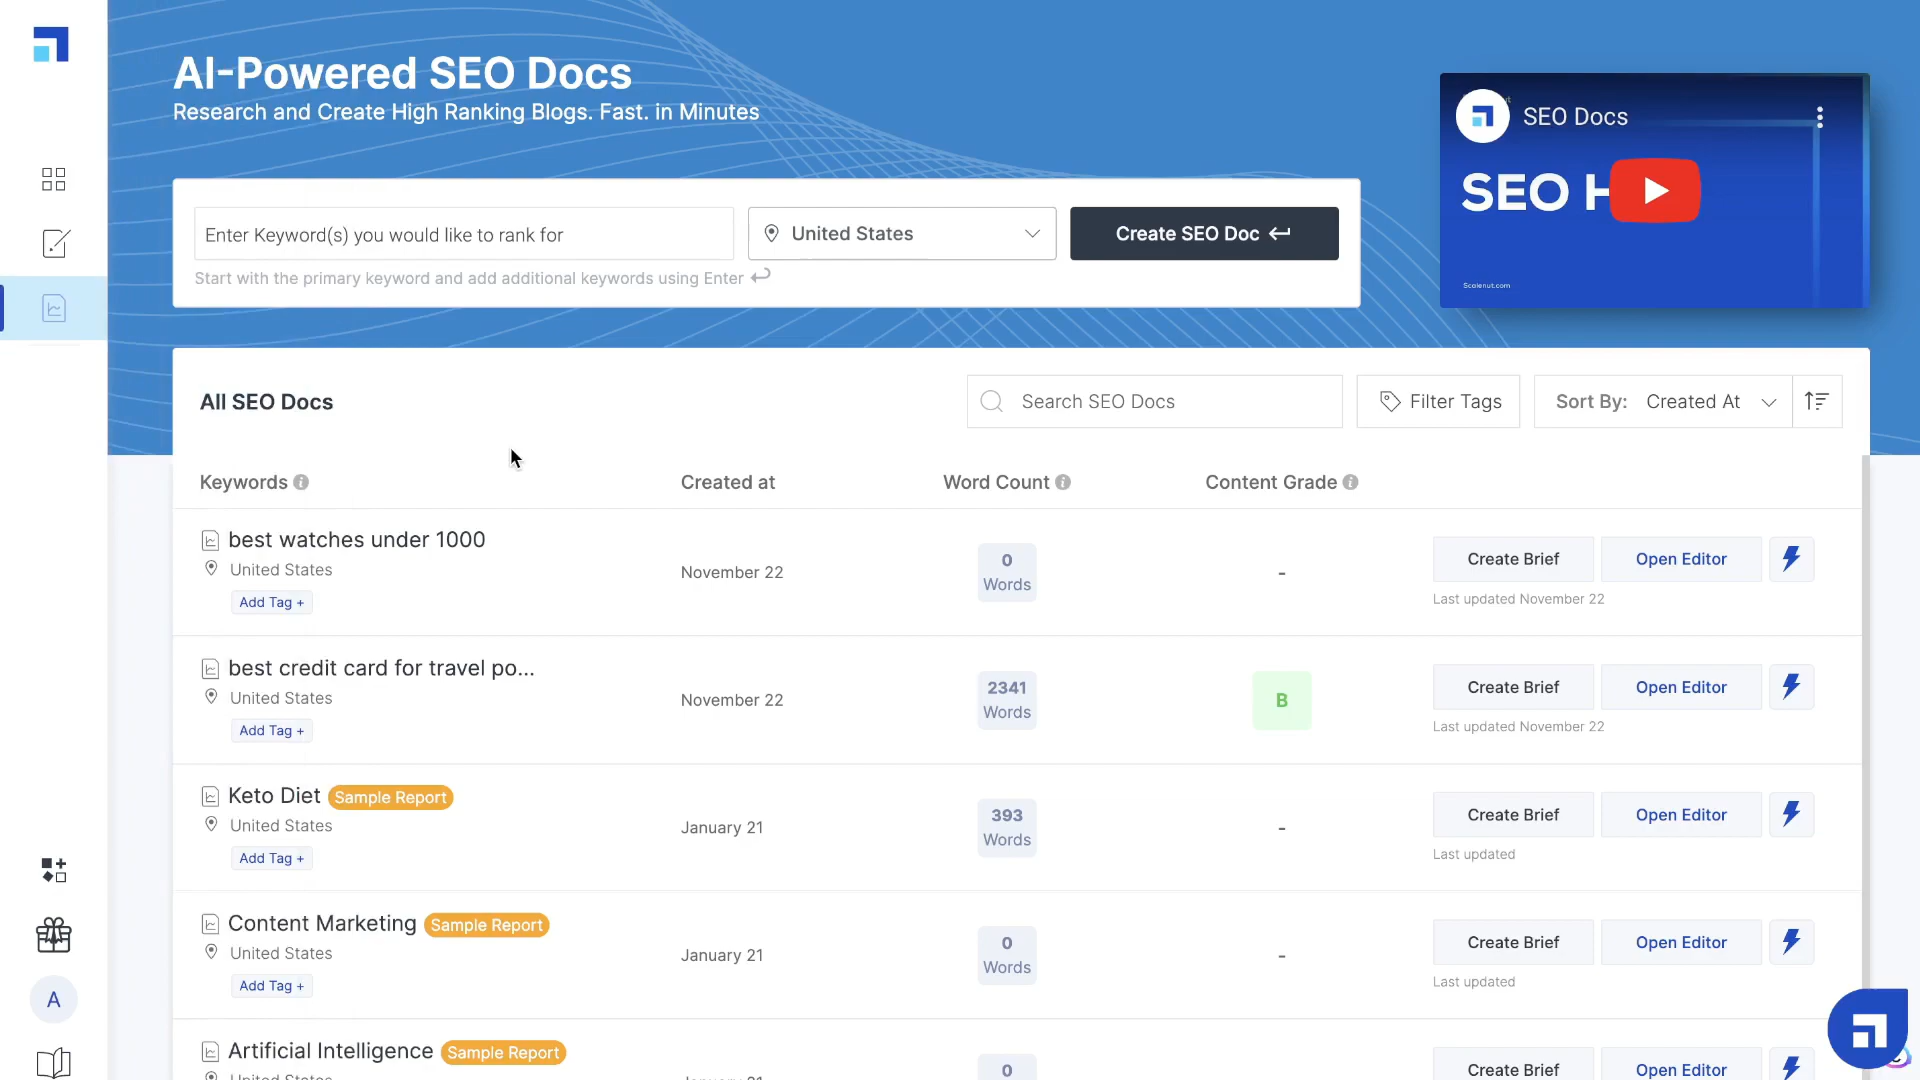 AI-Powered SEO Docs
Research and Create High Ranking Blogs. Fast. in Minutes
SEO Docs
SEO H
Scalenut.com
Enter Keyword(s) you would like to rank for
United States
Create SEO Doc
Start with the primary keyword and add additional keywords using Enter
All SEO Docs
Search SEO Docs
Filter Tags
Sort By: Created At
Keywords
Created at
Word Count
Content Grade
best watches under 1000
United States
Add Tag +
November 22
0
Words
-
Create Brief
Open Editor
Last updated November 22
best credit card for travel po...
United States
Add Tag +
November 22
2341
Words
B
Create Brief
Open Editor
Last updated November 22
Keto Diet Sample Report
United States
Add Tag +
January 21
393
Words
-
Create Brief
Open Editor
Last updated
Content Marketing Sample Report
United States
Add Tag +
January 21
0
Words
-
Create Brief
Open Editor
Last updated
Artificial Intelligence Sample Report
United States
January 21
0
Create Brief
Open Editor
A